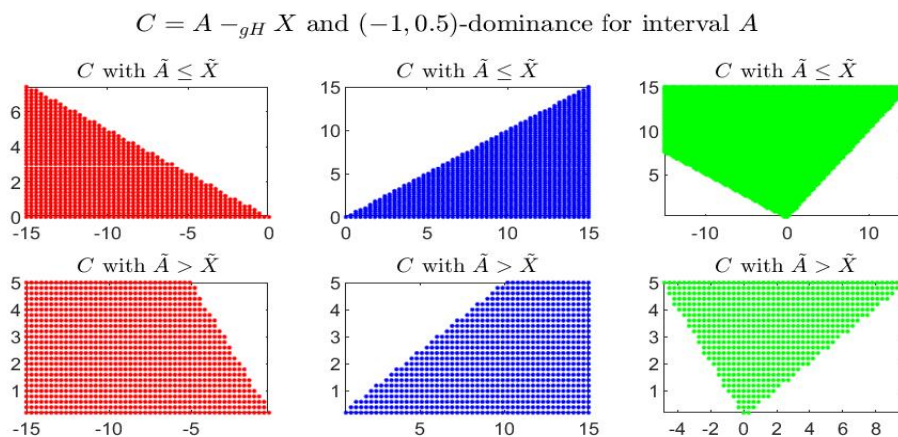 C = A −gH X and (−1, 0.5)-dominance for interval A
C with Ã ≤ X̃
C with Ã ≤ X̃
C with Ã ≤ X̃
6
4
2
0
-15 -10 -5 0
15
10
5
0
0 5 10 15
15
10
5
-10 0 10
C with Ã > X̃
C with Ã > X̃
C with Ã > X̃
5
4
3
2
1
-15 -10 -5
5
4
3
2
1
5 10 15
5
4
3
2
1
-4 -2 0 2 4 6 8